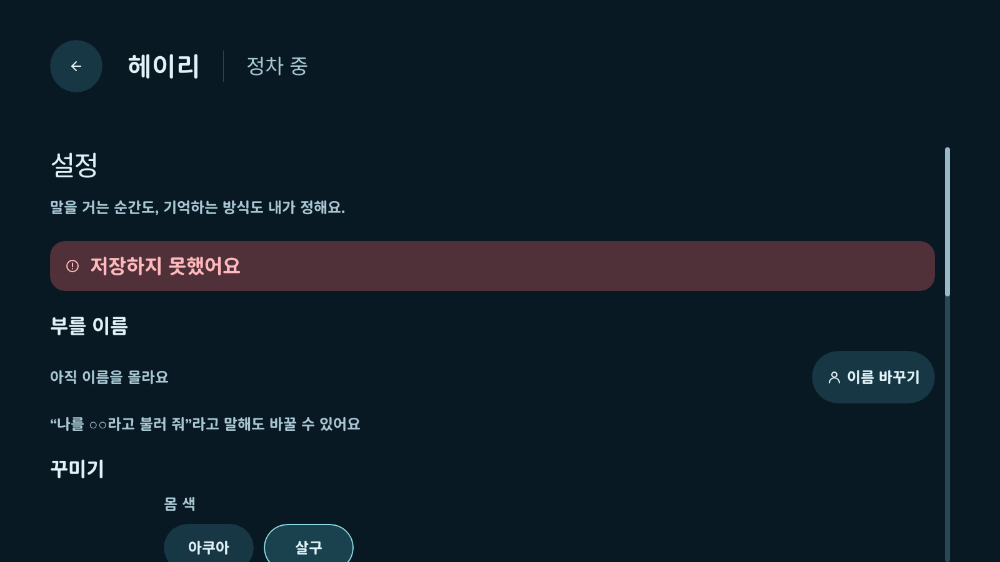 헤이리
정차 중
설정
말을 거는 순간도, 기억하는 방식도 내가 정해요.
저장하지 못했어요
부를 이름
아직 이름을 몰라요
이름 바꾸기
“나를 ○○라고 불러 줘”라고 말해도 바꿀 수 있어요
꾸미기
몸 색
아쿠아
살구